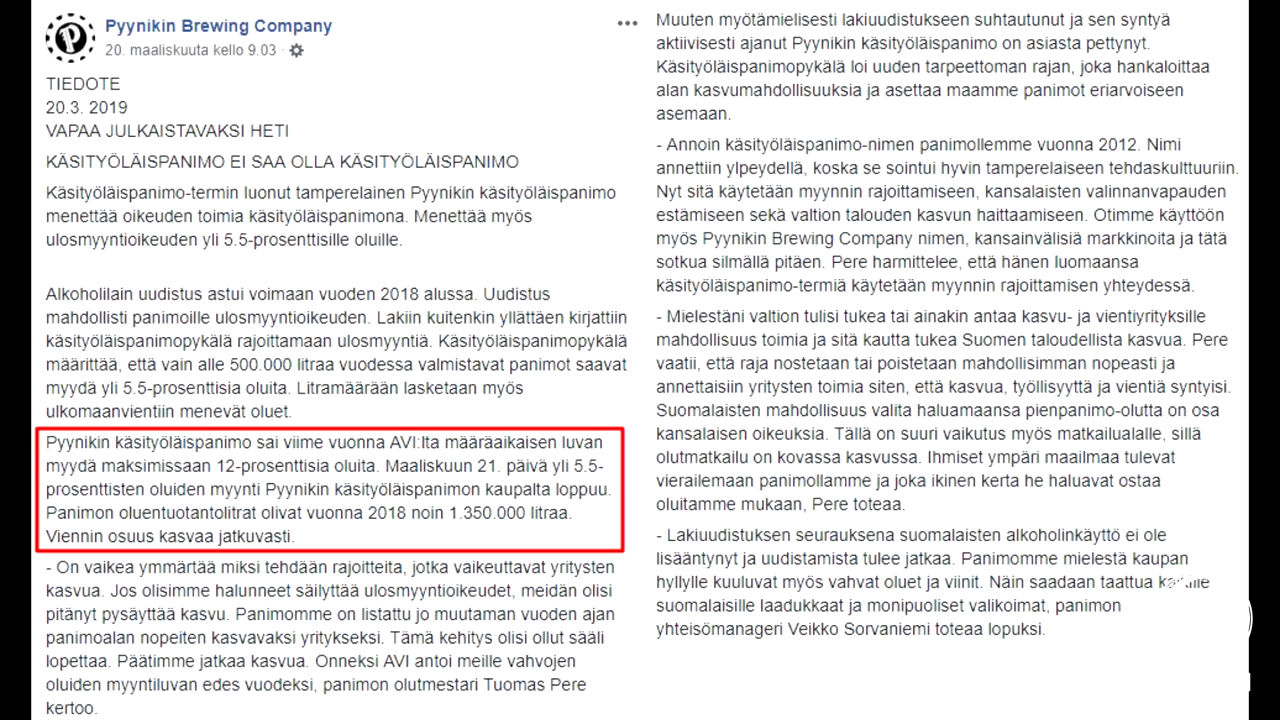 Pyynikin Brewing Company
20. maaliskuuta kello 9.03 ·
TIEDOTE
20.3. 2019
VAPAA JULKAISTAVAKSI HETI
KÄSITYÖLÄISPANIMO EI SAA OLLA KÄSITYÖLÄISPANIMO
Käsityöläispanimo-termin luonut tamperelainen Pyynikin käsityöläispanimo
menettää oikeuden toimia käsityöläispanimona. Menettää myös
ulosmyyntioikeuden yli 5.5-prosenttisille oluille.
Alkoholilain uudistus astui voimaan vuoden 2018 alussa. Uudistus
mahdollisti panimoille ulosmyyntioikeuden. Lakiin kuitenkin yllättäen kirjattiin
käsityöläispanimopykälä rajoittamaan ulosmyyntiä. Käsityöläispanimopykälä
määrittää, että vain alle 500.000 litraa vuodessa valmistavat panimot saavat
myydä yli 5.5-prosenttisia oluita. Litramäärään lasketaan myös
ulkomaanvientiin menevät oluet.
Pyynikin käsityöläispanimo sai viime vuonna AVI:lta määräaikaisen luvan
myydä maksimissaan 12-prosenttisia oluita. Maaliskuun 21. päivä yli 5.5-
prosenttisten oluiden myynti Pyynikin käsityöläispanimon kaupalta loppuu.
Panimon oluentuotantolitrat olivat vuonna 2018 noin 1.350.000 litraa.
Viennin osuus kasvaa jatkuvasti.
- On vaikea ymmärtää miksi tehdään rajoitteita, jotka vaikeuttavat yritysten
kasvua. Jos olisimme halunneet säilyttää ulosmyyntioikeudet, meidän olisi
pitänyt pysäyttää kasvu. Panimomme on listattu jo muutaman vuoden ajan
panimoalan nopeiten kasvavaksi yritykseksi. Tämä kehitys olisi ollut sääli
lopettaa. Päätimme jatkaa kasvua. Onneksi AVI antoi meille vahvojen
oluiden myyntiluvan edes vuodeksi, panimon olutmestari Tuomas Pere
kertoo.
Muuten myötämielisesti lakiuudistukseen suhtautunut ja sen syntyä
aktiivisesti ajanut Pyynikin käsityöläispanimo on asiasta pettynyt.
Käsityöläispanimopykälä loi uuden tarpeettoman rajan, joka hankaloittaa
alan kasvumahdollisuuksia ja asettaa maamme panimot eriarvoiseen
asemaan.
- Annoin käsityöläispanimo-nimen panimollemme vuonna 2012. Nimi
annettiin ylpeydellä, koska se sointui hyvin tamperelaiseen tehdaskulttuuriin.
Nyt sitä käytetään myynnin rajoittamiseen, kansalaisten valinnanvapauden
estämiseen sekä valtion talouden kasvun haittaamiseen. Otimme käyttöön
myös Pyynikin Brewing Company nimen, kansainvälisiä markkinoita ja tätä
sotkua silmällä pitäen. Pere harmittelee, että hänen luomaansa
käsityöläispanimo-termiä käytetään myynnin rajoittamisen yhteydessä.
- Mielestäni valtion tulisi tukea tai ainakin antaa kasvu- ja vientiyrityksille
mahdollisuus toimia ja sitä kautta tukea Suomen taloudellista kasvua. Pere
vaatii, että raja nostetaan tai poistetaan mahdollisimman nopeasti ja
annettaisiin yritysten toimia siten, että kasvua, työllisyyttä ja vientiä syntyisi.
Suomalaisten mahdollisuus valita haluamaansa pienpanimo-olutta on osa
kansalaisen oikeuksia. Tällä on suuri vaikutus myös matkailualalle, sillä
olutmatkailu on kovassa kasvussa. Ihmiset ympäri maailmaa tulevat
vierailemaan panimollamme ja joka ikinen kerta he haluavat ostaa
oluitamme mukaan, Pere toteaa.
- Lakiuudistuksen seurauksena suomalaisten alkoholinkäyttö ei ole
lisääntynyt ja uudistamista tulee jatkaa. Panimomme mielestä kaupan
hyllylle kuuluvat myös vahvat oluet ja viinit. Näin saadaan taattua
suomalaisille laadukkaat ja monipuoliset valikoimat, panimon
yhteisömanageri Veikko Sorvaniemi toteaa lopuksi.